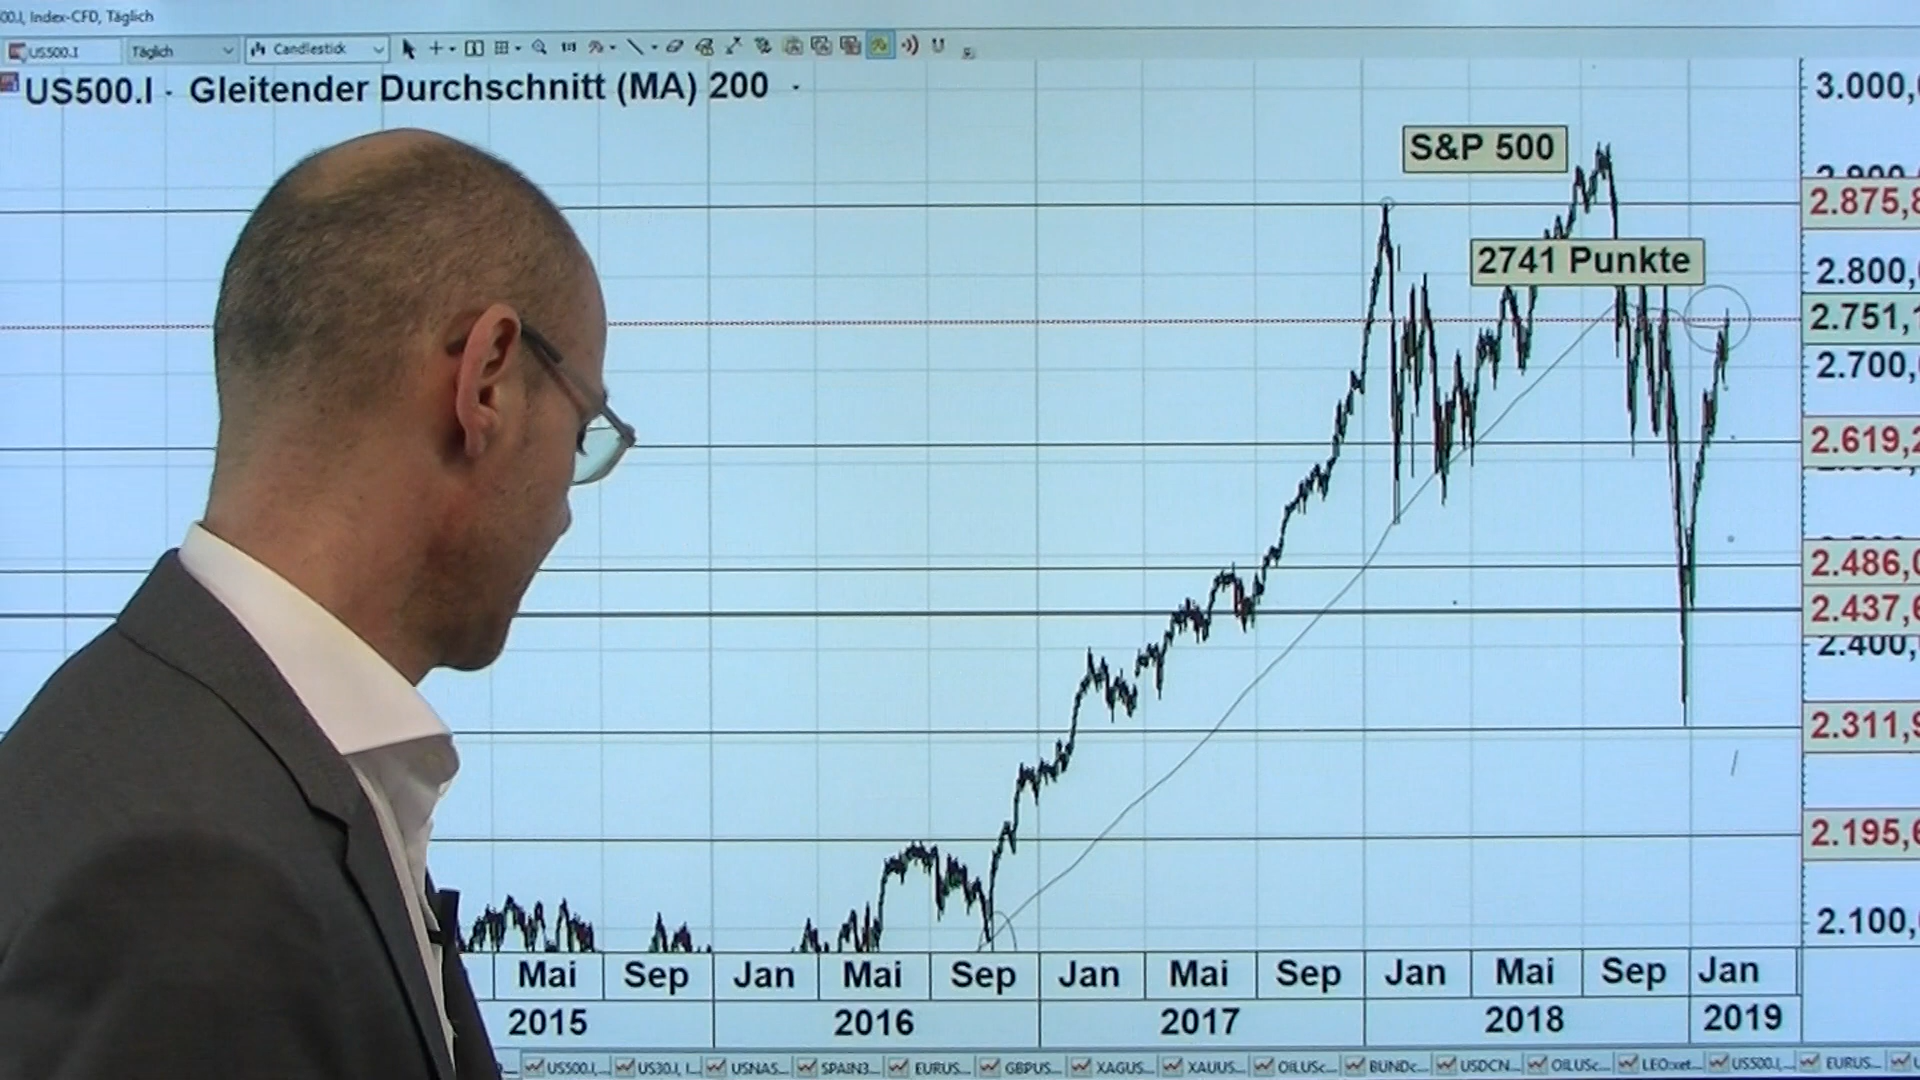 00.I, Index-CFD, Täglich
US500.I Täglich Candlestick
US500.I · Gleitender Durchschnitt (MA) 200
S&P 500
2741 Punkte
3.000,
2.875,8
2.800,
2.751,
2.700,
2.619,2
2.486,0
2.437,6
2.400,
2.311,9
2.195,6
2.100,
Mai Sep Jan Mai Sep Jan Mai Sep Jan Mai Sep Jan
2015 2016 2017 2018 2019
US500.I,... US30.I, I... USNAS... SPAIN3... EURUS... GBPUS... XAGUS... XAUUS... OILUSc... BUNDc... USDCN... OILUSc... LEO:xet... US500.I,... EURUS...